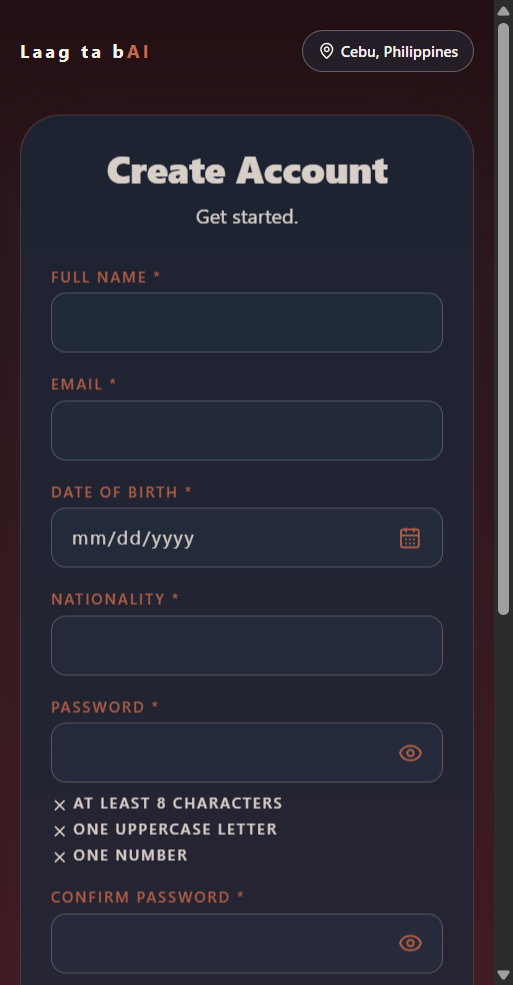 Laag ta bAI
Cebu, Philippines
Create Account
Get started.
FULL NAME *
EMAIL *
DATE OF BIRTH *
mm/dd/yyyy
NATIONALITY *
PASSWORD *
× AT LEAST 8 CHARACTERS
× ONE UPPERCASE LETTER
× ONE NUMBER
CONFIRM PASSWORD *